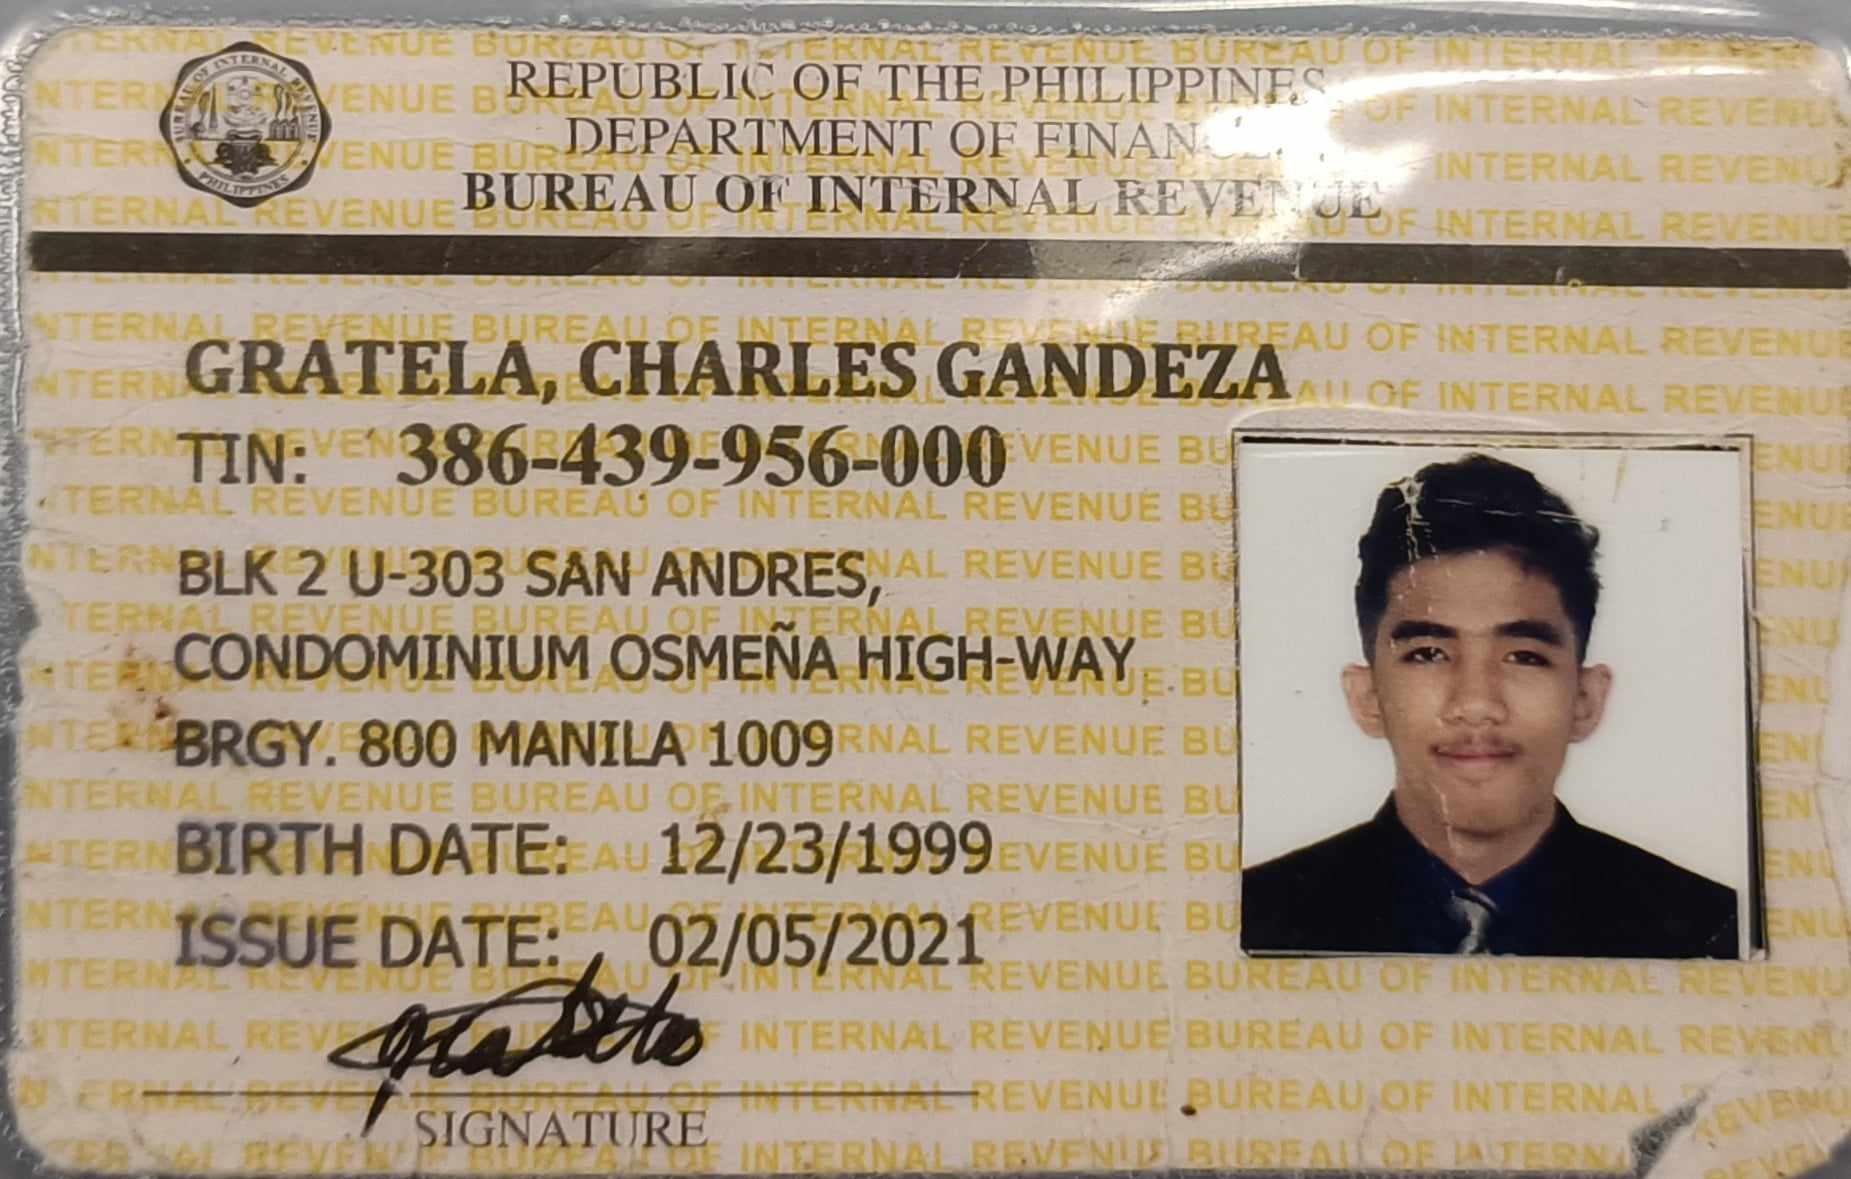 REPUBLIC OF THE PHILIPPINES
DEPARTMENT OF FINANCE
BUREAU OF INTERNAL REVENUE
BUREAU OF INTERNAL REVENUE
PHILIPPINES
GRATELA, CHARLES GANDEZA
TIN: 386-439-956-000
BLK 2 U-303 SAN ANDRES,
CONDOMINIUM OSMEÑA HIGH-WAY
BRGY. 800 MANILA 1009
BIRTH DATE: 12/23/1999
ISSUE DATE: 02/05/2021
SIGNATURE